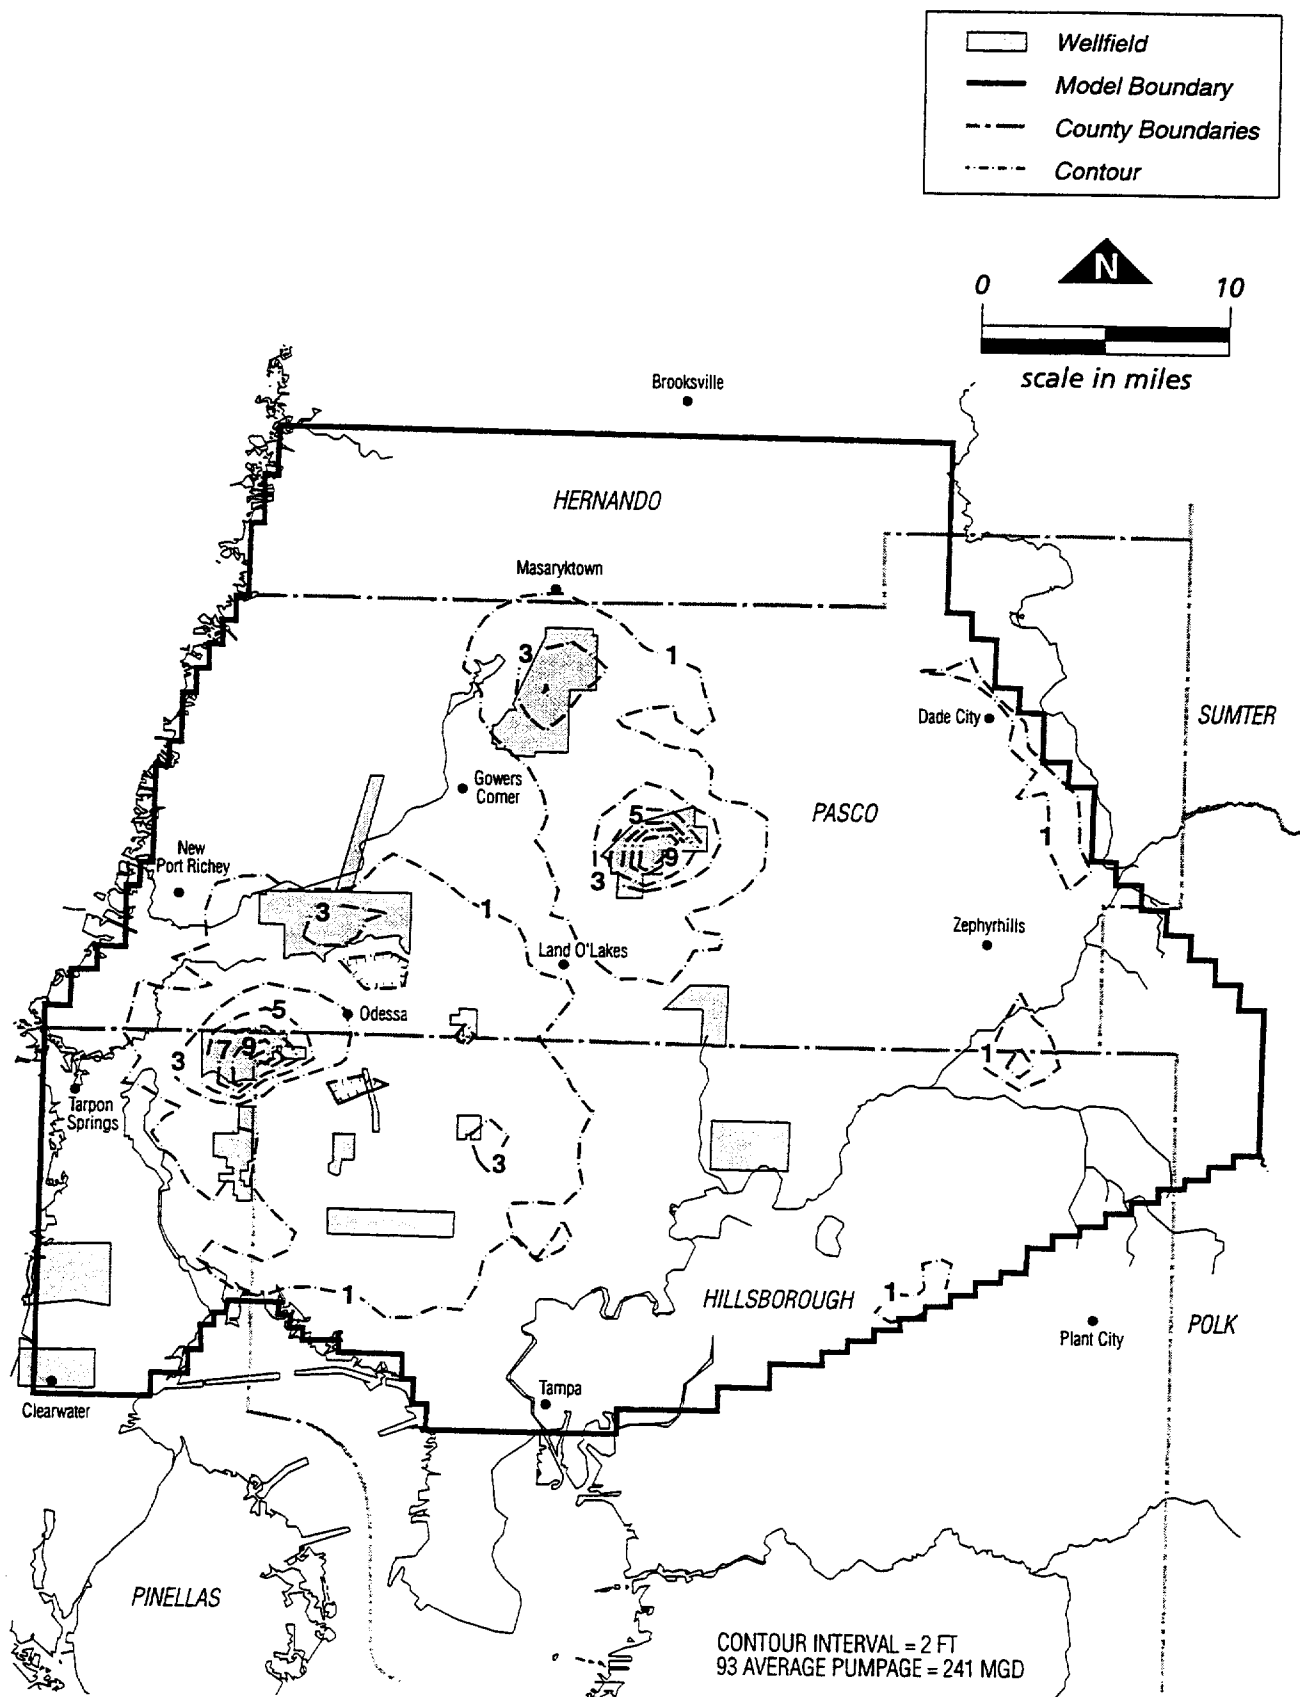 Wellfield
Model Boundary
County Boundaries
Contour
N
0
10
scale in miles
Brooksville
HERNANDO
Masaryktown
3
1
Dade City
SUMTER
Gowers
Corner
5
PASCO
9
3
1
New
Port Richey
3
1
Land O'Lakes
Zephyrhills
5
Odessa
7
9
3
1
Tarpon
Springs
3
1
1
HILLSBOROUGH
Plant City
POLK
Clearwater
Tampa
PINELLAS
CONTOUR INTERVAL = 2 FT
93 AVERAGE PUMPAGE = 241 MGD